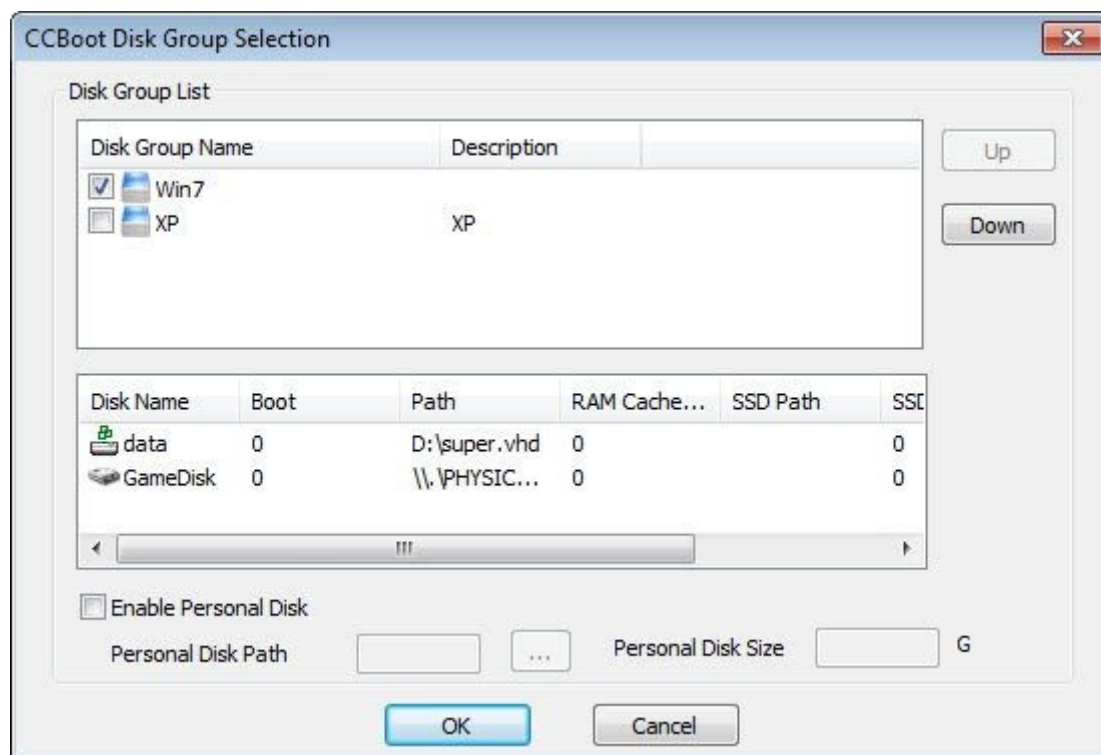 CCBoot Disk Group Selection
Disk Group List
Disk Group Name Description
Win7
XP XP
Up
Down
Disk Name Boot Path RAM Cache... SSD Path SSD
data 0 D:\super.vhd 0 0
GameDisk 0 \\.\PHYSIC... 0 0
Enable Personal Disk
Personal Disk Path ... Personal Disk Size G
OK Cancel